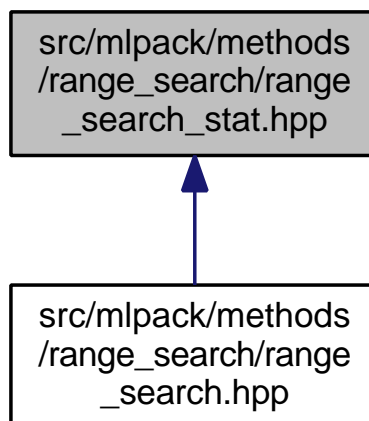 src/mlpack/methods
/range_search/range
_search_stat.hpp
src/mlpack/methods
/range_search/range
_search.hpp